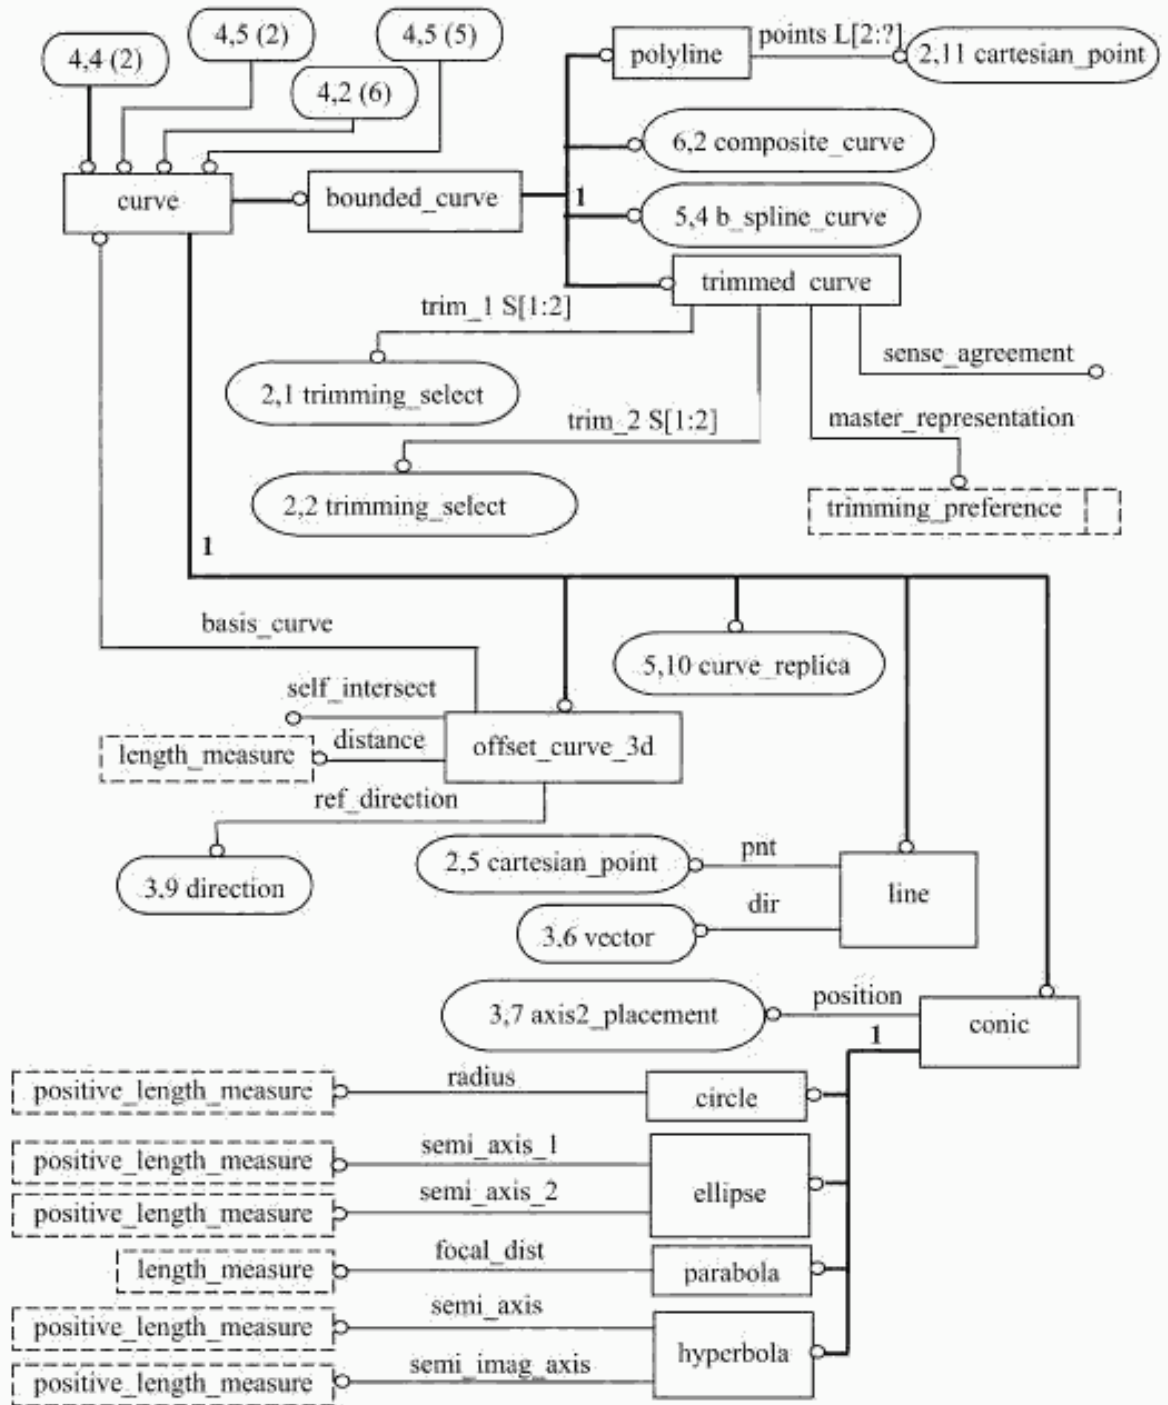 4,4 (2)
4,5 (2)
4,5 (5)
4,2 (6)
polyline
points L[2:?]
2,11 cartesian_point
6,2 composite_curve
curve
bounded_curve
1
5,4 b_spline_curve
trimmed_curve
trim_1 S[1:2]
sense_agreement
2,1 trimming_select
trim_2 S[1:2]
master_representation
2,2 trimming_select
trimming_preference
1
basis_curve
5,10 curve_replica
self_intersect
length_measure
distance
offset_curve_3d
ref_direction
3,9 direction
2,5 cartesian_point
pnt
line
dir
3,6 vector
position
3,7 axis2_placement
conic
1
positive_length_measure
radius
circle
positive_length_measure
semi_axis_1
ellipse
positive_length_measure
semi_axis_2
length_measure
focal_dist
parabola
positive_length_measure
semi_axis
hyperbola
positive_length_measure
semi_imag_axis